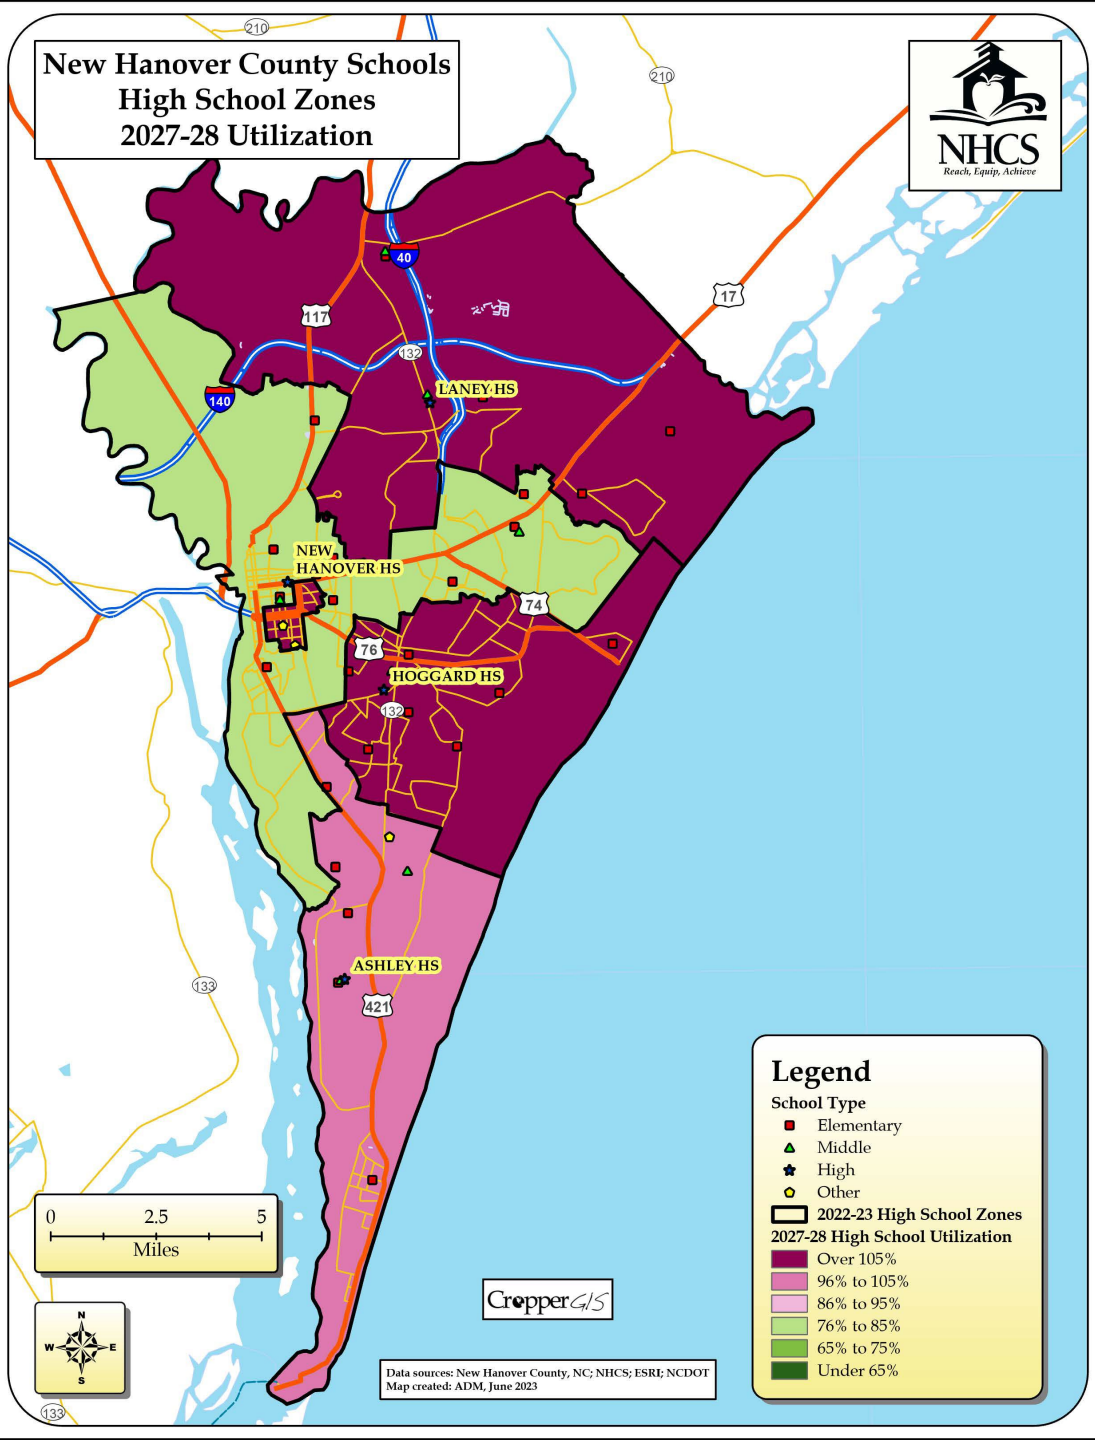 New Hanover County Schools
High School Zones
2027-28 Utilization
NHCS
Reach, Equip, Achieve
210
210
40
17
117
132
LANEY HS
140
NEW
HANOVER HS
74
76
HOGGARD HS
132
ASHLEY HS
133
421
Legend
School Type
Elementary
Middle
High
Other
2022-23 High School Zones
2027-28 High School Utilization
Over 105%
96% to 105%
86% to 95%
76% to 85%
65% to 75%
Under 65%
0 2.5 5
Miles
N
W E
S
133
CropperGIS
Data sources: New Hanover County, NC; NHCS; ESRI; NCDOT
Map created: ADM, June 2023